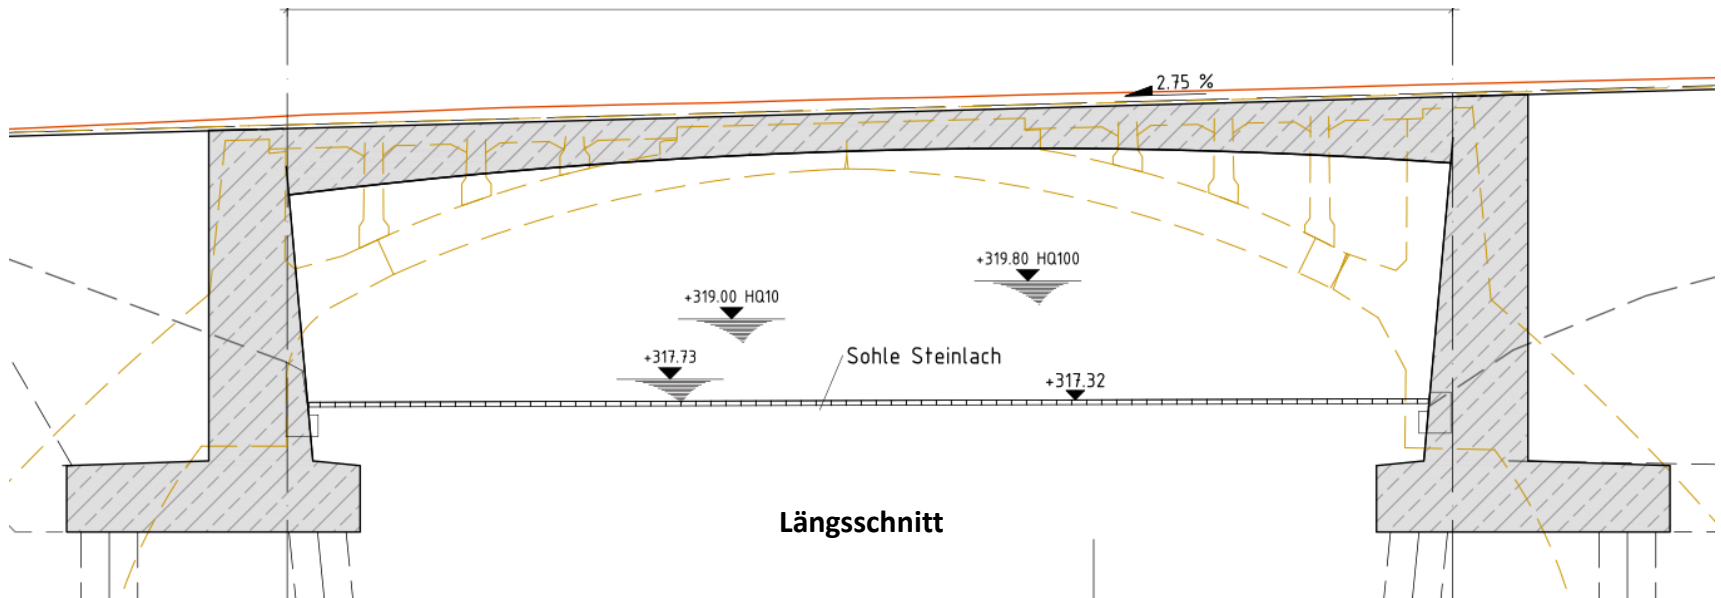 2.75 %
+319.80 HQ100
+319.00 HQ10
+317.73
Sohle Steinlach
+317.32
Längsschnitt